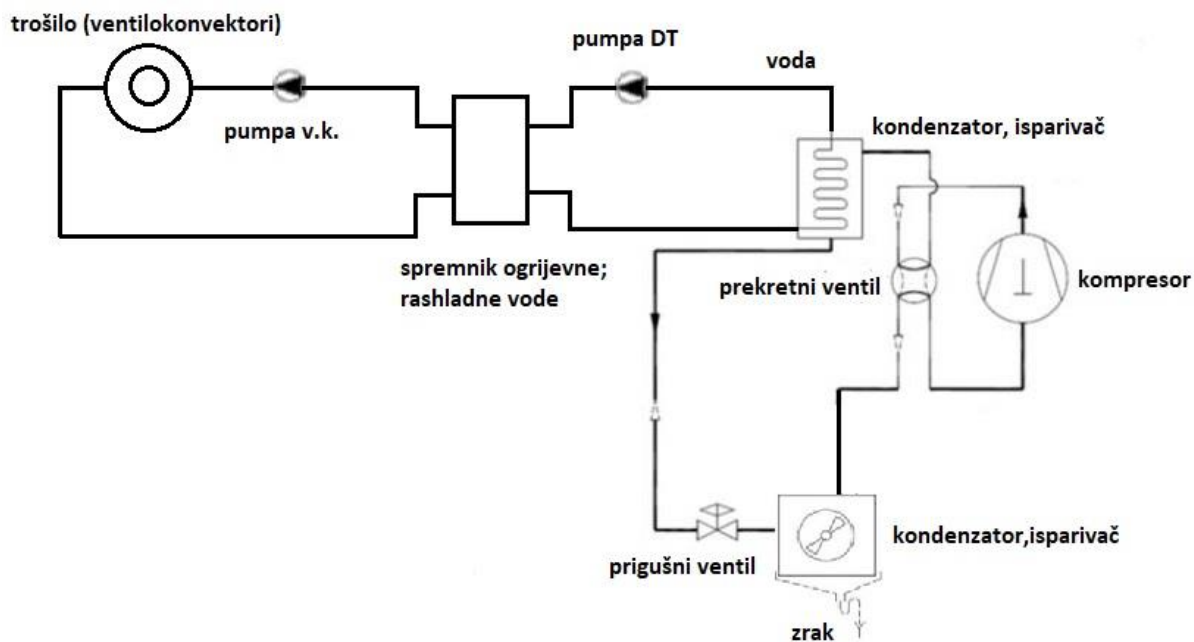 trošilo (ventilokonvektori)
pumpa DT
voda
pumpa v.k.
kondenzator, isparivač
spremnik ogrijevne;
rashladne vode
prekretni ventil
kompresor
prigušni ventil
kondenzator,isparivač
zrak